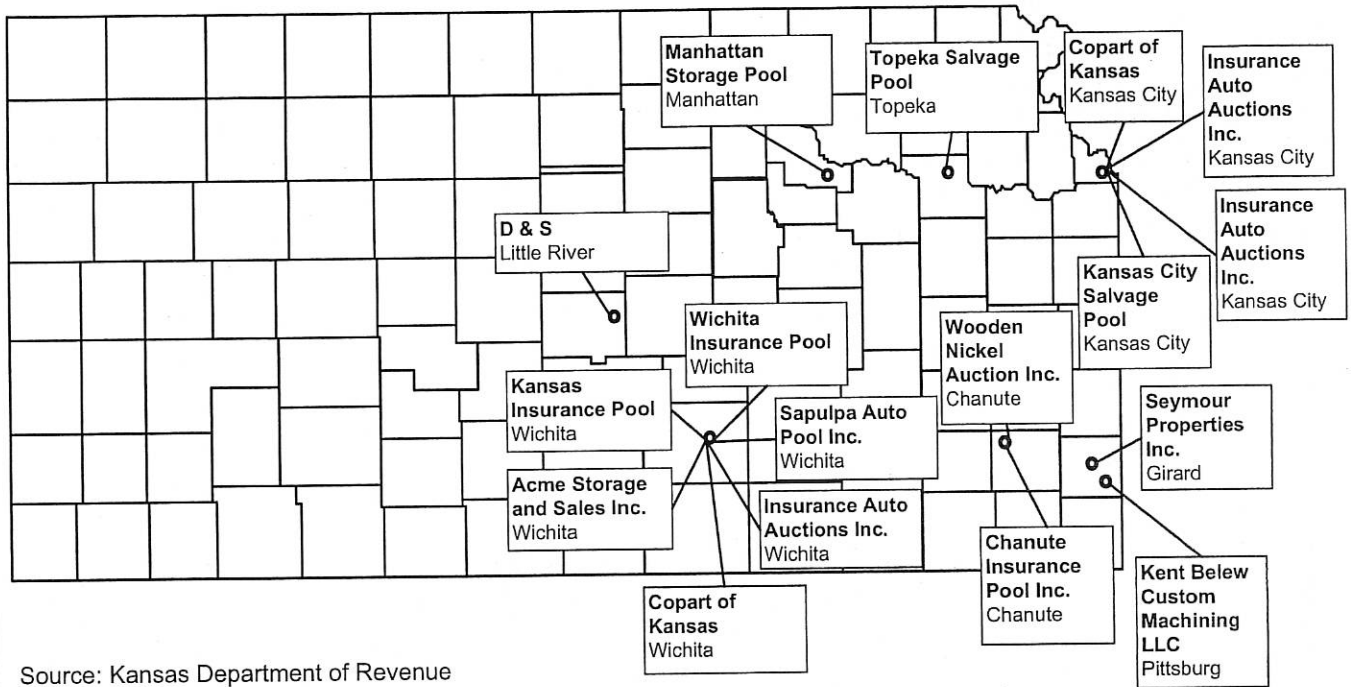 Manhattan
Storage Pool
Manhattan
Topeka Salvage
Pool
Topeka
Copart of
Kansas
Kansas City
Insurance
Auto
Auctions
Inc.
Kansas City
Insurance
Auto
Auctions
Inc.
Kansas City
D & S
Little River
Kansas City
Salvage
Pool
Kansas City
Wichita
Insurance Pool
Wichita
Wooden
Nickel
Auction Inc.
Chanute
Kansas
Insurance Pool
Wichita
Sapulpa Auto
Pool Inc.
Wichita
Seymour
Properties
Inc.
Girard
Acme Storage
and Sales Inc.
Wichita
Insurance Auto
Auctions Inc.
Wichita
Chanute
Insurance
Pool Inc.
Chanute
Kent Belew
Custom
Machining
LLC
Pittsburg
Copart of
Kansas
Wichita
Source: Kansas Department of Revenue